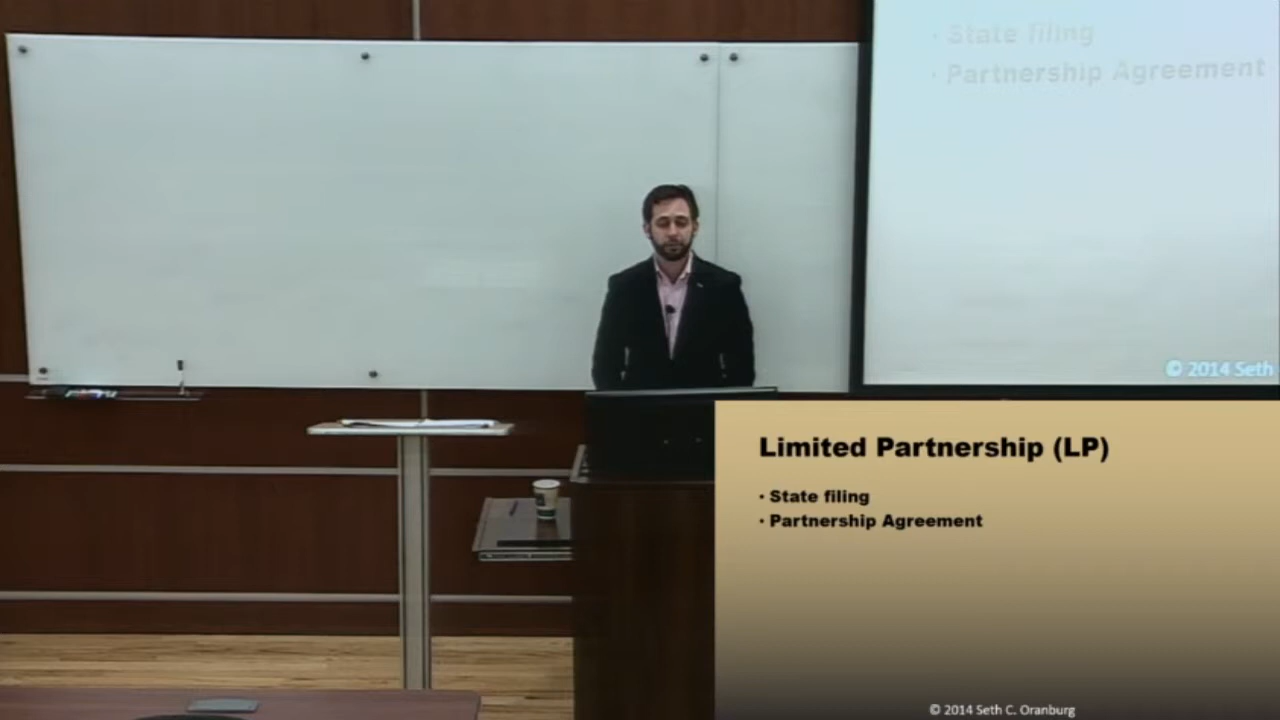 • State filing
• Partnership Agreement
© 2014 Seth
Limited Partnership (LP)
• State filing
• Partnership Agreement
© 2014 Seth C. Oranburg